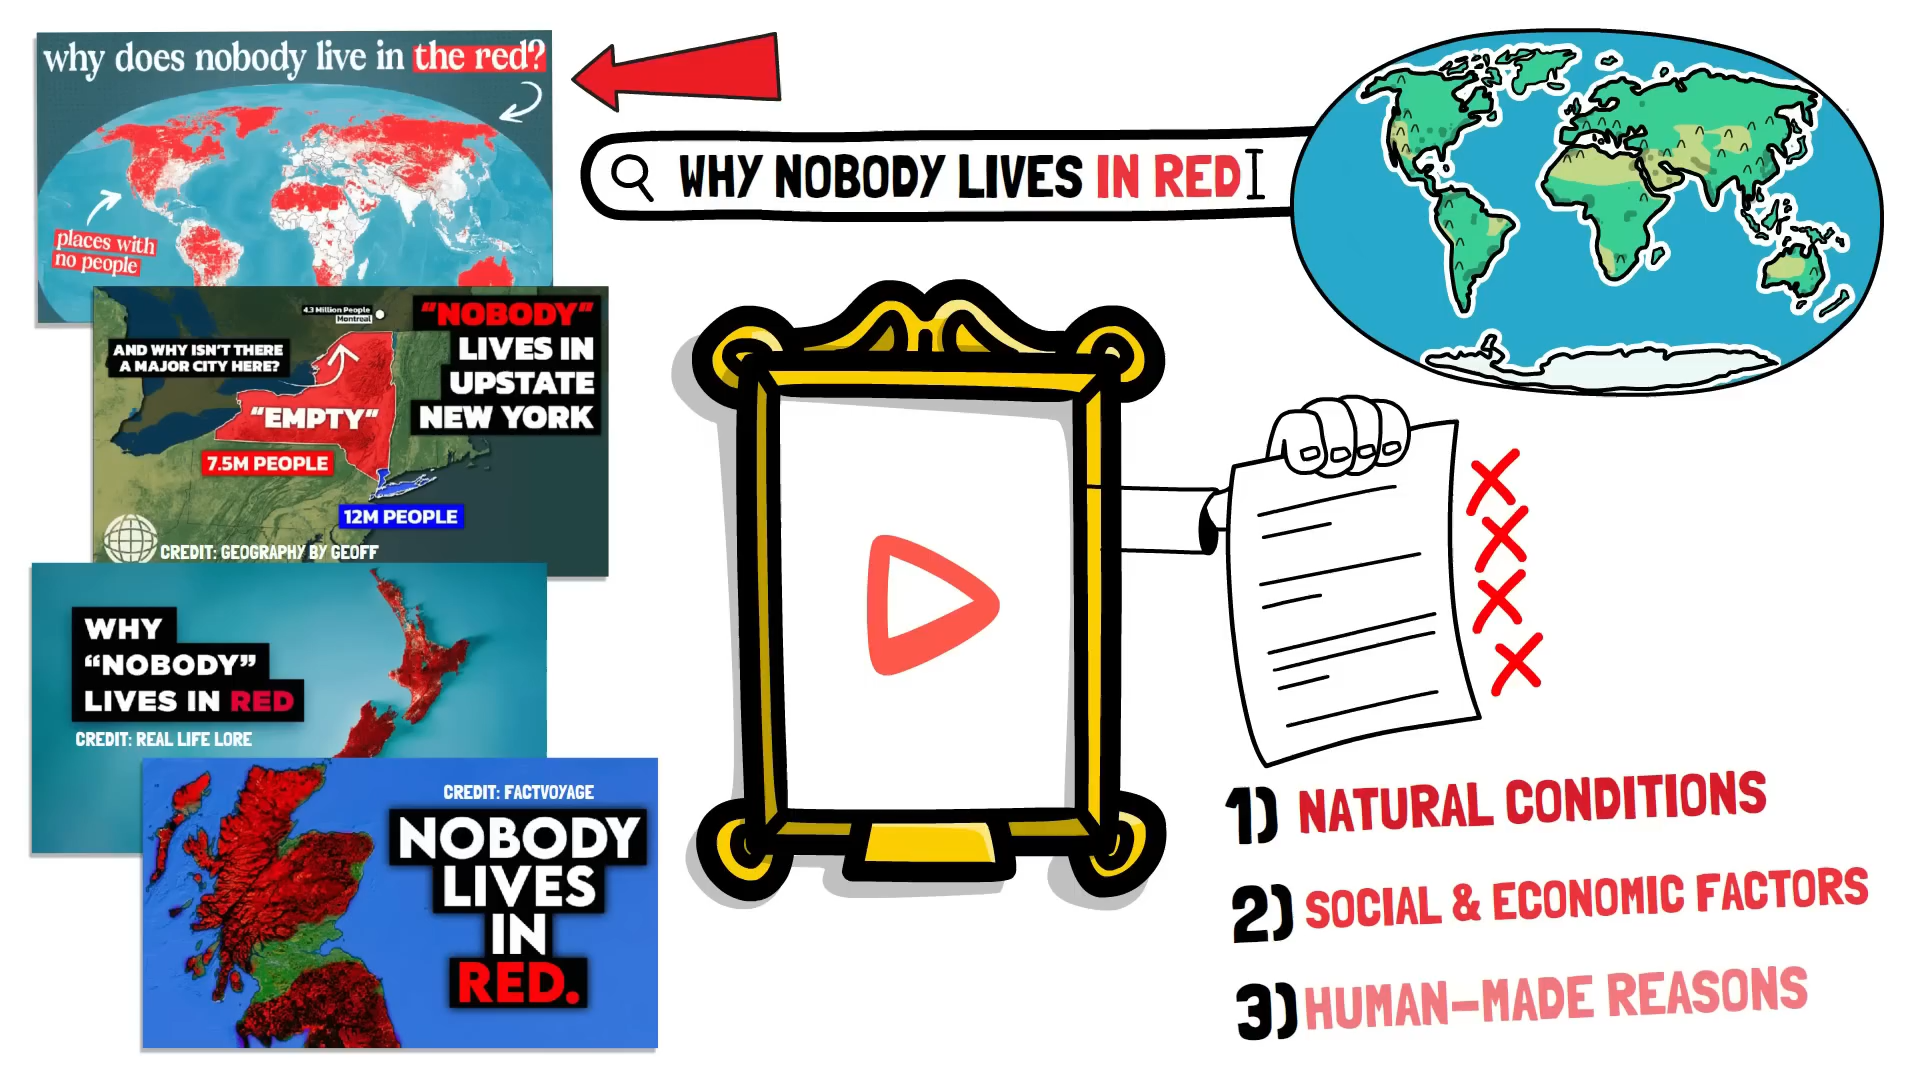 why does nobody live in the red?
places with
no people
4.3 Million People
Montreal
AND WHY ISN'T THERE
A MAJOR CITY HERE?
"NOBODY"
LIVES IN
UPSTATE
NEW YORK
"EMPTY"
7.5M PEOPLE
12M PEOPLE
CREDIT: GEOGRAPHY BY GEOFF
WHY
"NOBODY"
LIVES IN RED
CREDIT: REAL LIFE LORE
CREDIT: FACTVOYAGE
NOBODY
LIVES
IN
RED.
WHY NOBODY LIVES IN RED
1) NATURAL CONDITIONS
2) SOCIAL & ECONOMIC FACTORS
3) HUMAN-MADE REASONS